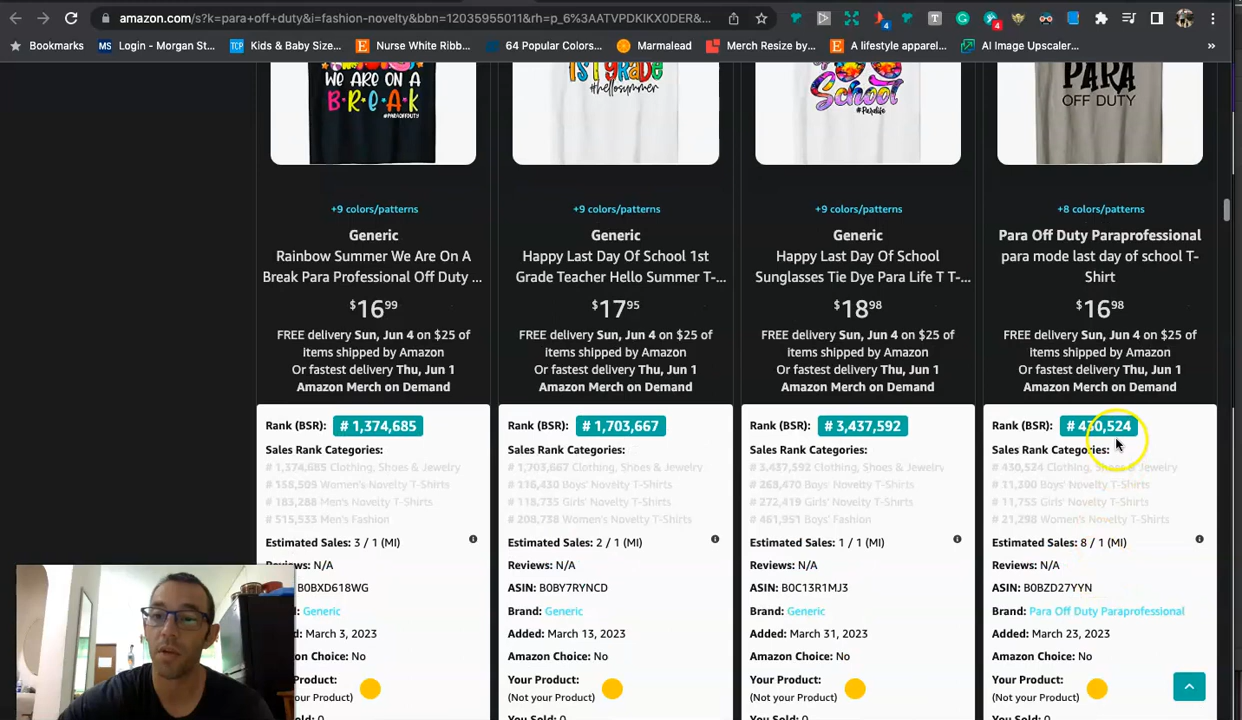 amazon.com/s?k=para+off+duty&i=fashion-novelty&bbn=12035955011&rh=p_6%3AATVPDKIKX0DER&...
Bookmarks
MS Login - Morgan St...
TCP Kids & Baby Size...
E Nurse White Ribb...
64 Popular Colors...
Marmalead
Merch Resize by...
E A lifestyle apparel...
AI Image Upscaler...
»
WE ARE ON A
B·R·E·A·K
#PARAOFFDUTY
1ST GRADE
#hellosummer
School
#Paralife
PARA
OFF DUTY
+9 colors/patterns
Generic
Rainbow Summer We Are On A
Break Para Professional Off Duty ...
$16 99
FREE delivery Sun, Jun 4 on $25 of
items shipped by Amazon
Or fastest delivery Thu, Jun 1
Amazon Merch on Demand
+9 colors/patterns
Generic
Happy Last Day Of School 1st
Grade Teacher Hello Summer T-...
$17 95
FREE delivery Sun, Jun 4 on $25 of
items shipped by Amazon
Or fastest delivery Thu, Jun 1
Amazon Merch on Demand
+9 colors/patterns
Generic
Happy Last Day Of School
Sunglasses Tie Dye Para Life T T-...
$18 98
FREE delivery Sun, Jun 4 on $25 of
items shipped by Amazon
Or fastest delivery Thu, Jun 1
Amazon Merch on Demand
+8 colors/patterns
Para Off Duty Paraprofessional
para mode last day of school T-
Shirt
$16 98
FREE delivery Sun, Jun 4 on $25 of
items shipped by Amazon
Or fastest delivery Thu, Jun 1
Amazon Merch on Demand
Rank (BSR): # 1,374,685
Sales Rank Categories:
# 1,374,685 Clothing, Shoes & Jewelry
# 158,595 Women's Novelty T-Shirts
# 183,288 Men's Novelty T-Shirts
# 515,533 Men's Fashion
Estimated Sales: 3 / 1 (MI)
Reviews: N/A
B0BXD618WG
Generic
March 3, 2023
Amazon Choice: No
Product:
our Product)
You Sold: 0
Rank (BSR): # 1,703,667
Sales Rank Categories:
# 1,703,667 Clothing, Shoes & Jewelry
# 116,430 Boys' Novelty T-Shirts
# 118,735 Girls' Novelty T-Shirts
# 208,738 Women's Novelty T-Shirts
Estimated Sales: 2 / 1 (MI)
Reviews: N/A
ASIN: B0BY7RYNCD
Brand: Generic
Added: March 13, 2023
Amazon Choice: No
Your Product:
(Not your Product)
You Sold: 0
Rank (BSR): # 3,437,592
Sales Rank Categories:
# 3,437,592 Clothing, Shoes & Jewelry
# 268,470 Boys' Novelty T-Shirts
# 272,419 Girls' Novelty T-Shirts
# 461,951 Boys' Fashion
Estimated Sales: 1 / 1 (MI)
Reviews: N/A
ASIN: B0C13R1MJ3
Brand: Generic
Added: March 31, 2023
Amazon Choice: No
Your Product:
(Not your Product)
You Sold: 0
Rank (BSR): # 430,524
Sales Rank Categories:
# 430,524 Clothing, Shoes & Jewelry
# 11,300 Boys' Novelty T-Shirts
# 11,755 Girls' Novelty T-Shirts
# 21,298 Women's Novelty T-Shirts
Estimated Sales: 8 / 1 (MI)
Reviews: N/A
ASIN: B0BZD27YYN
Brand: Para Off Duty Paraprofessional
Added: March 23, 2023
Amazon Choice: No
Your Product:
(Not your Product)
You Sold: 0